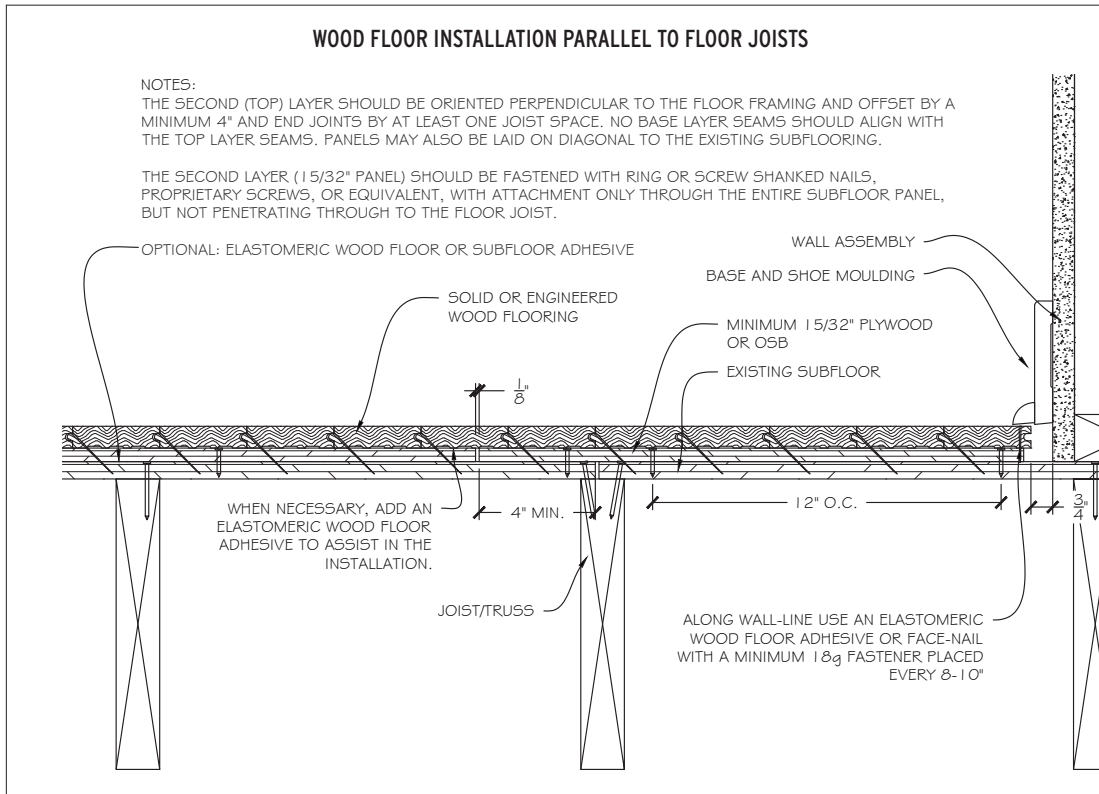 WOOD FLOOR INSTALLATION PARALLEL TO FLOOR JOISTS
NOTES:
THE SECOND (TOP) LAYER SHOULD BE ORIENTED PERPENDICULAR TO THE FLOOR FRAMING AND OFFSET BY A
MINIMUM 4" AND END JOINTS BY AT LEAST ONE JOIST SPACE. NO BASE LAYER SEAMS SHOULD ALIGN WITH
THE TOP LAYER SEAMS. PANELS MAY ALSO BE LAID ON DIAGONAL TO THE EXISTING SUBFLOORING.
THE SECOND LAYER (15/32" PANEL) SHOULD BE FASTENED WITH RING OR SCREW SHANKED NAILS,
PROPRIETARY SCREWS, OR EQUIVALENT, WITH ATTACHMENT ONLY THROUGH THE ENTIRE SUBFLOOR PANEL,
BUT NOT PENETRATING THROUGH TO THE FLOOR JOIST.
OPTIONAL: ELASTOMERIC WOOD FLOOR OR SUBFLOOR ADHESIVE
WALL ASSEMBLY
BASE AND SHOE MOULDING
SOLID OR ENGINEERED
WOOD FLOORING
MINIMUM 15/32" PLYWOOD
OR OSB
EXISTING SUBFLOOR
1/8"
WHEN NECESSARY, ADD AN
ELASTOMERIC WOOD FLOOR
ADHESIVE TO ASSIST IN THE
INSTALLATION.
4" MIN.
12" O.C.
3/4"
JOIST/TRUSS
ALONG WALL-LINE USE AN ELASTOMERIC
WOOD FLOOR ADHESIVE OR FACE-NAIL
WITH A MINIMUM 18g FASTENER PLACED
EVERY 8-10"